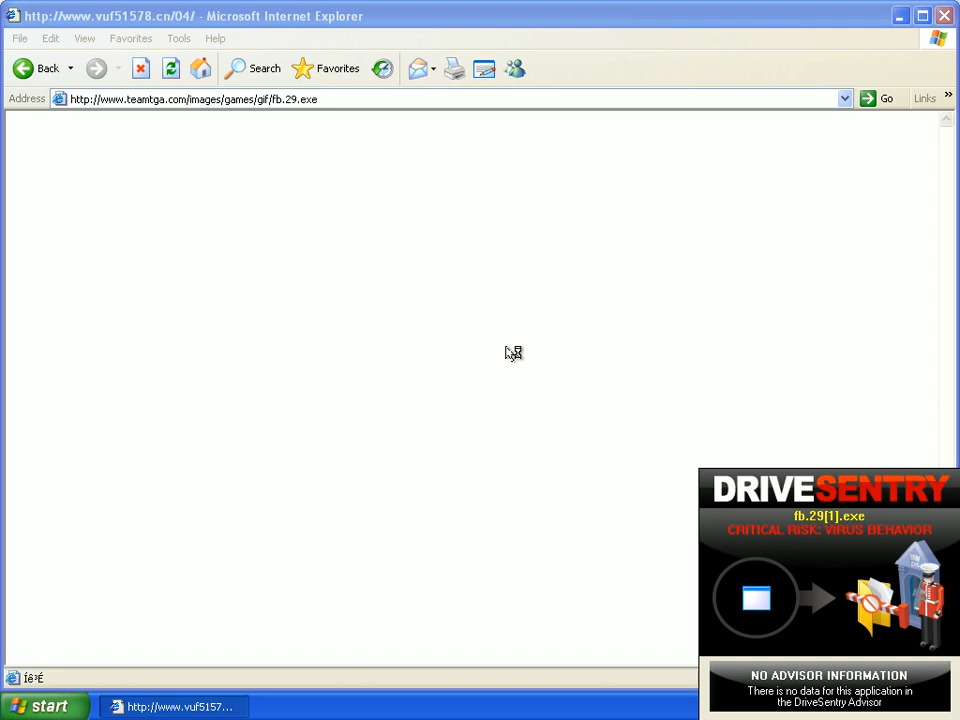 http://www.vuf51578.cn/04/ - Microsoft Internet Explorer
File Edit View Favorites Tools Help
Back Search Favorites
Address http://www.teamtga.com/images/games/gif/fb.29.exe Go Links »
DRIVESENTRY
fb.29[1].exe
CRITICAL RISK: VIRUS BEHAVIOR
NO ADVISOR INFORMATION
There is no data for this application in
the DriveSentry Advisor
Íê³É
start http://www.vuf5157...